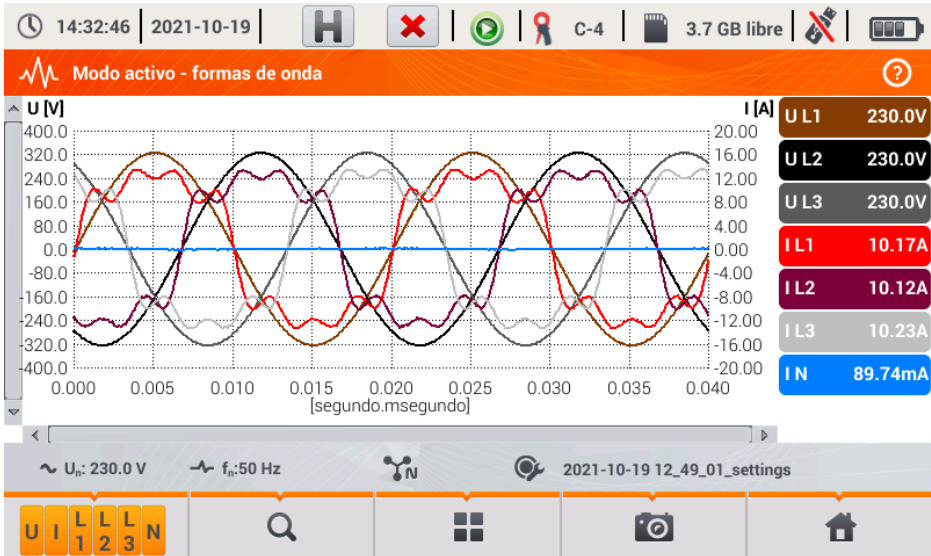 14:32:46 2021-10-19 H C-4 3.7 GB libre
Modo activo - formas de onda ?
U [V] I [A]
400.0 20.00
320.0 16.00
240.0 12.00
160.0 8.00
80.0 4.00
0.0 0.00
-80.0 -4.00
-160.0 -8.00
-240.0 -12.00
-320.0 -16.00
-400.0 -20.00
0.000 0.005 0.010 0.015 0.020 0.025 0.030 0.035 0.040
[segundo.msegundo]
U L1 230.0V
U L2 230.0V
U L3 230.0V
I L1 10.17A
I L2 10.12A
I L3 10.23A
I N 89.74mA
Un: 230.0 V fn:50 Hz N 2021-10-19 12_49_01_settings
U I L1 L2 L3 N